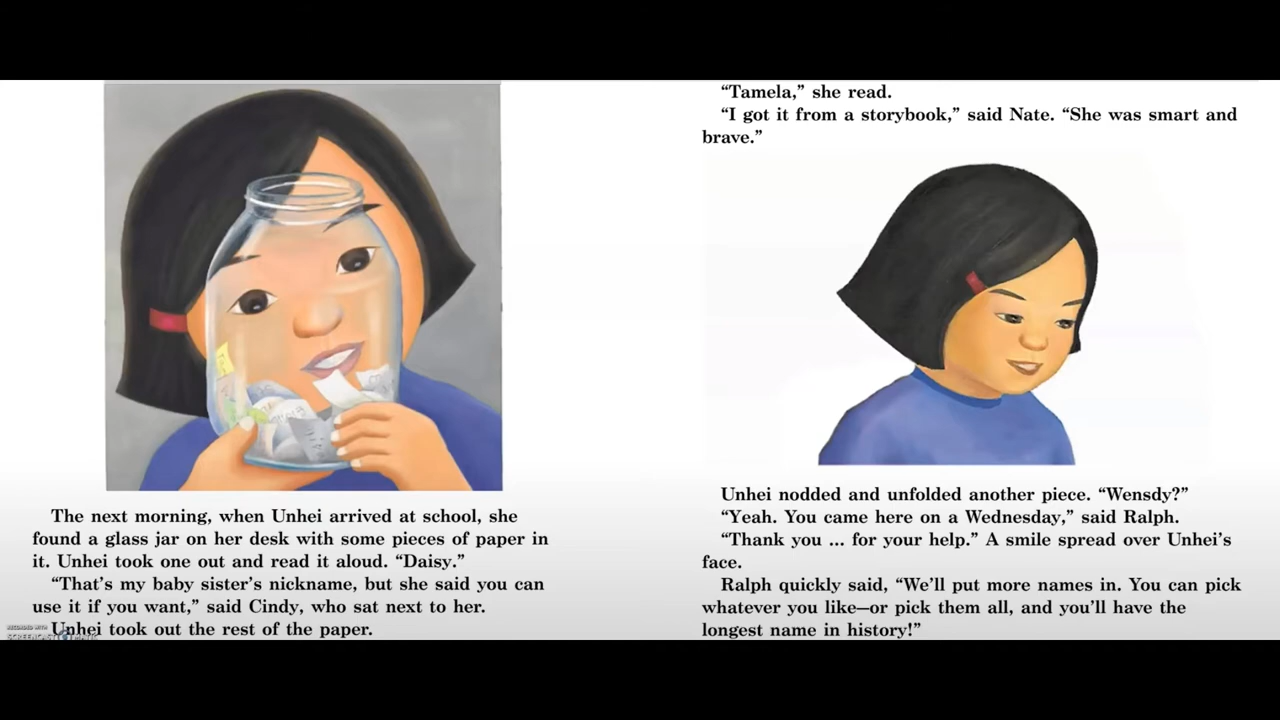 The next morning, when Unhei arrived at school, she
found a glass jar on her desk with some pieces of paper in
it. Unhei took one out and read it aloud. “Daisy.”
“That’s my baby sister’s nickname, but she said you can
use it if you want,” said Cindy, who sat next to her.
Unhei took out the rest of the paper.
RECORDED WITH
SCREENCAST-O-MATIC
“Tamela,” she read.
“I got it from a storybook,” said Nate. “She was smart and
brave.”
Unhei nodded and unfolded another piece. “Wensdy?”
“Yeah. You came here on a Wednesday,” said Ralph.
“Thank you ... for your help.” A smile spread over Unhei’s
face.
Ralph quickly said, “We’ll put more names in. You can pick
whatever you like—or pick them all, and you’ll have the
longest name in history!”